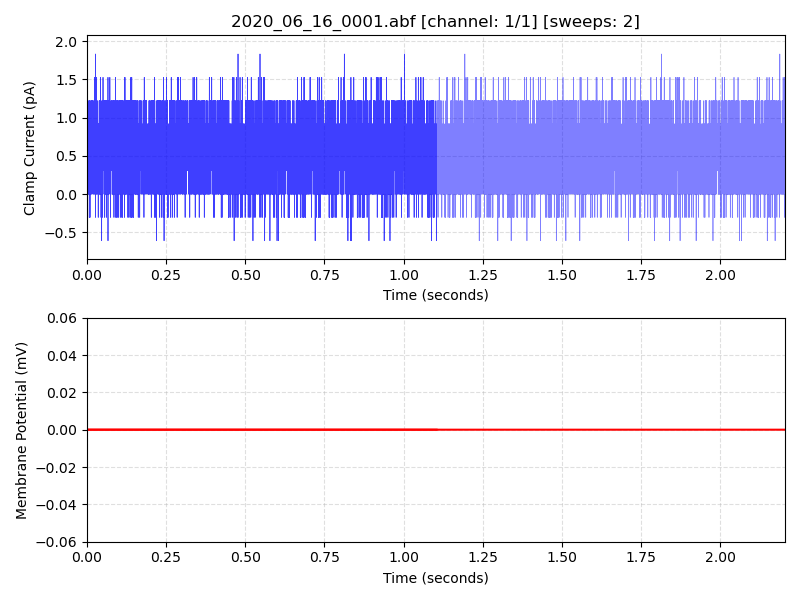 2020_06_16_0001.abf [channel: 1/1] [sweeps: 2]
Clamp Current (pA)
2.0
1.5
1.0
0.5
0.0
−0.5
0.00 0.25 0.50 0.75 1.00 1.25 1.50 1.75 2.00
Time (seconds)
Membrane Potential (mV)
0.06
0.04
0.02
0.00
−0.02
−0.04
−0.06
0.00 0.25 0.50 0.75 1.00 1.25 1.50 1.75 2.00
Time (seconds)